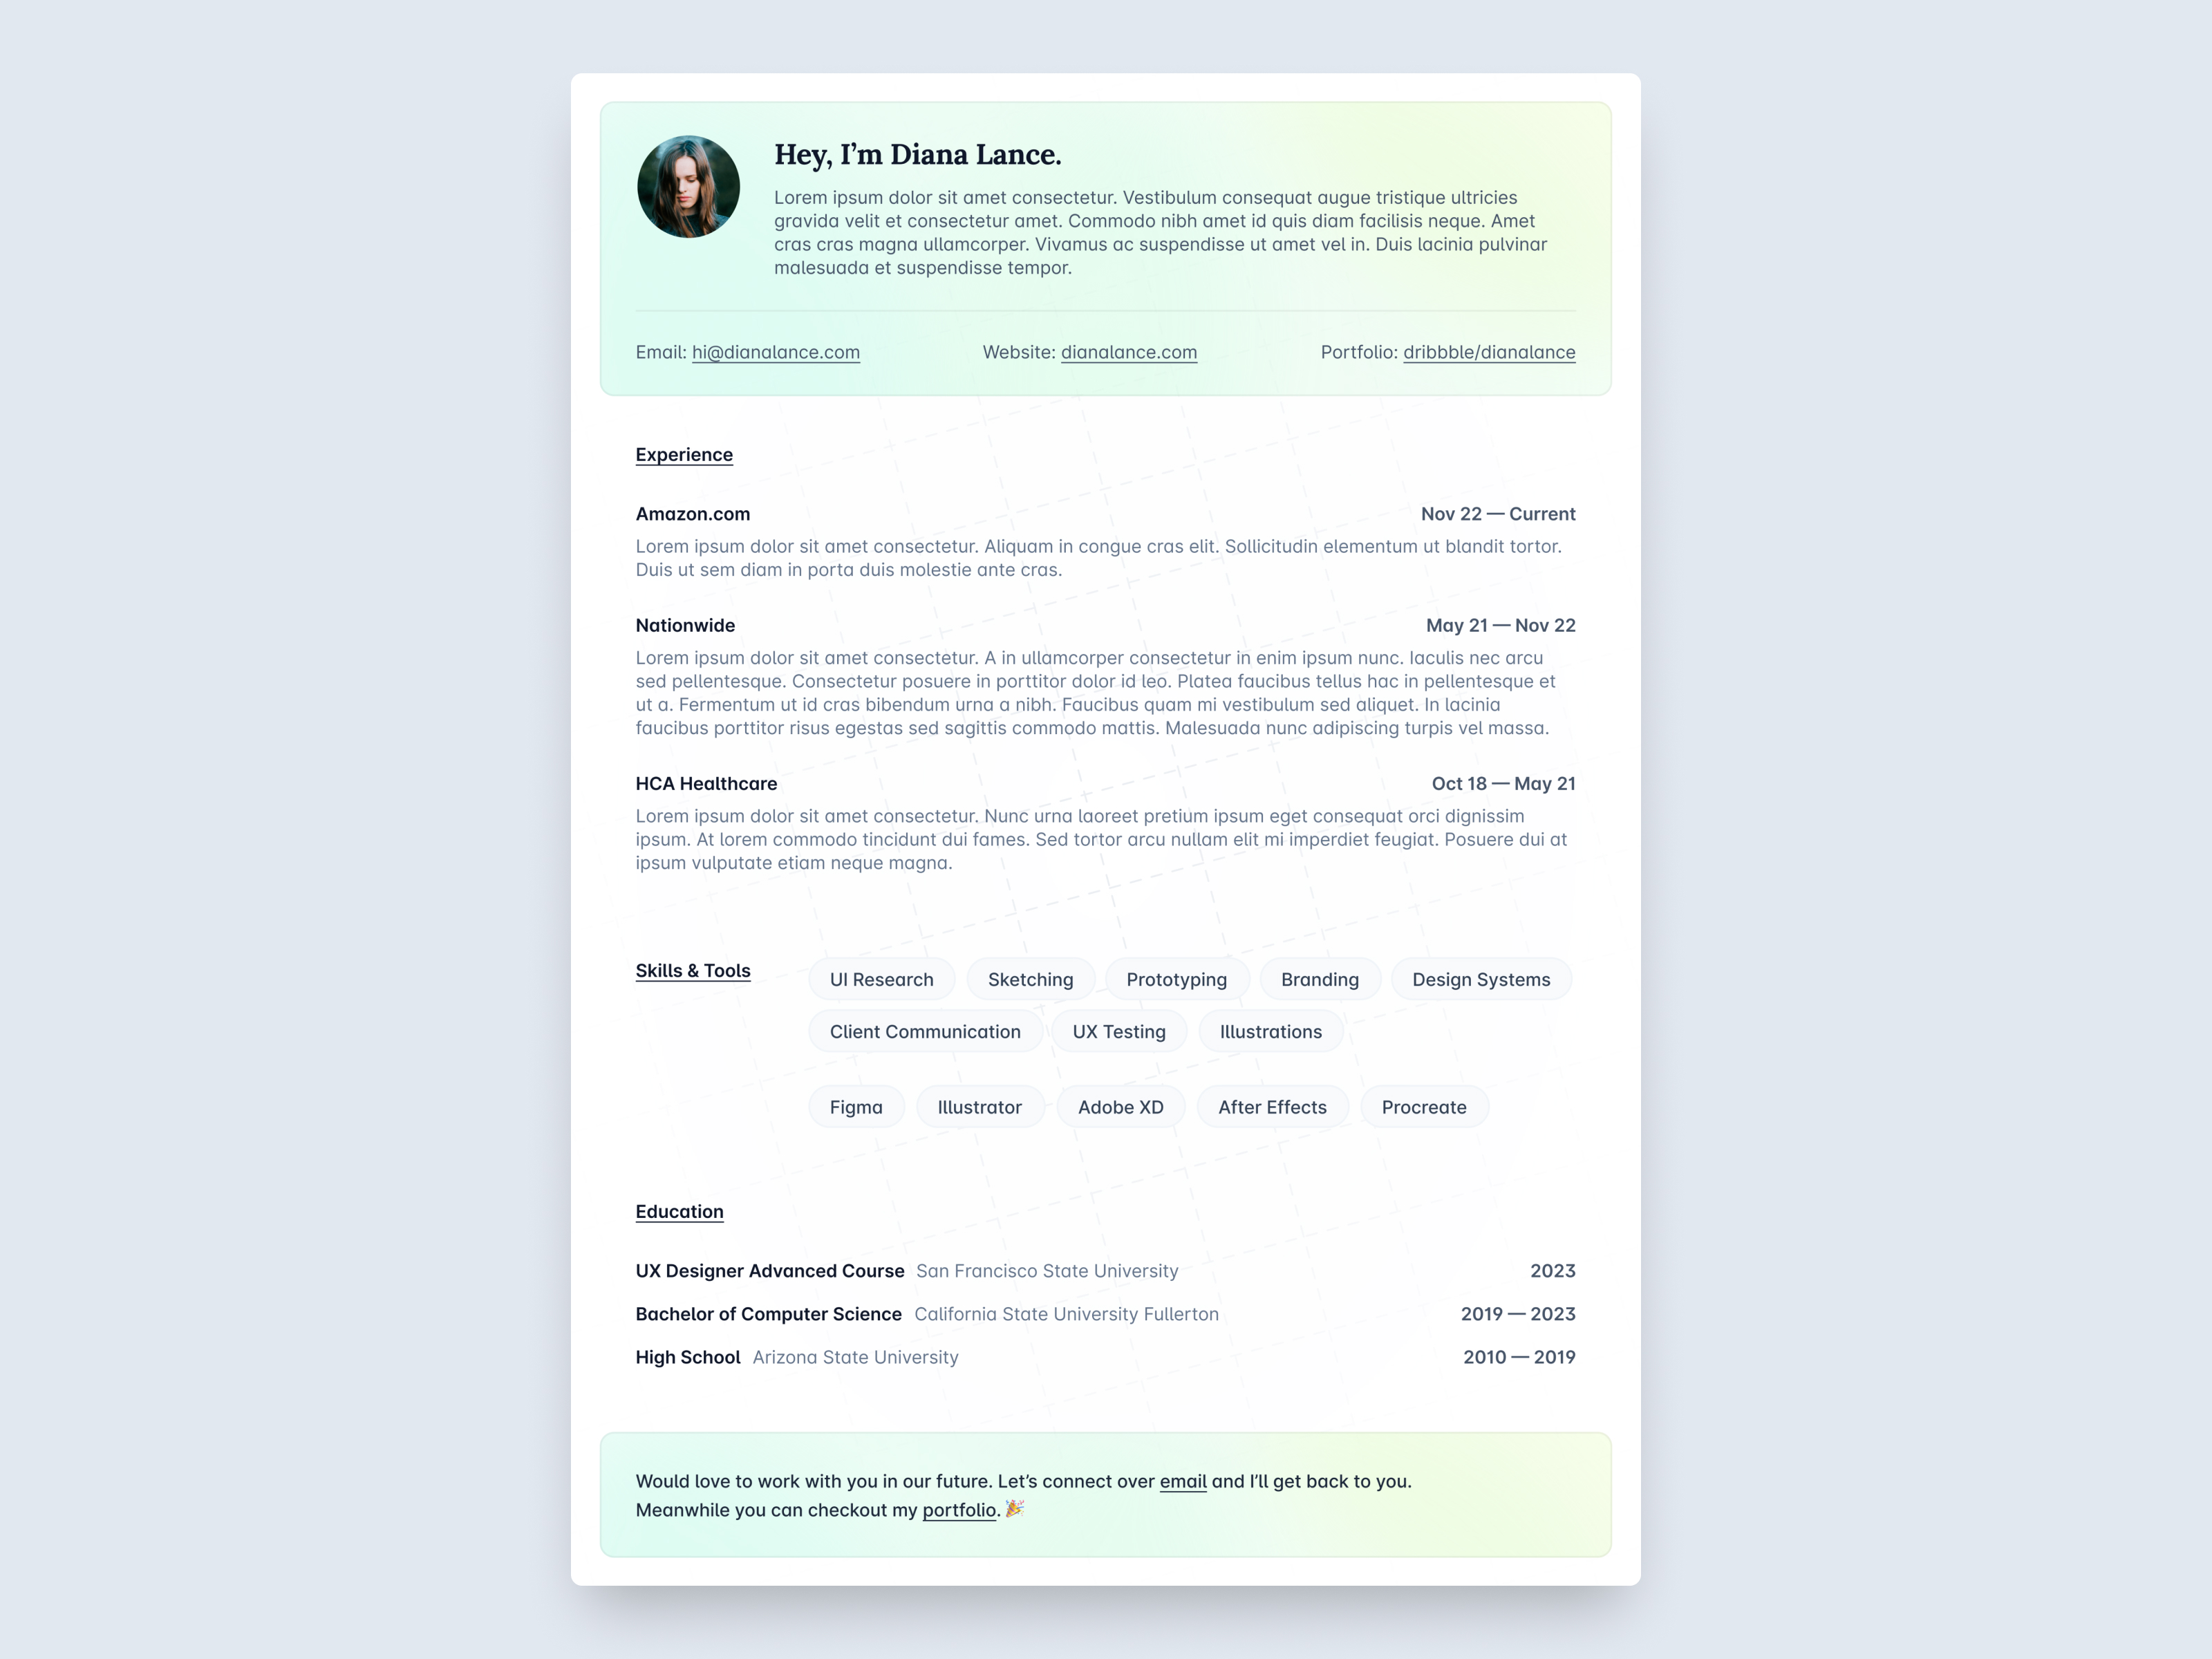 Hey, I’m Diana Lance.
Lorem ipsum dolor sit amet consectetur. Vestibulum consequat augue tristique ultricies
gravida velit et consectetur amet. Commodo nibh amet id quis diam facilisis neque. Amet
cras cras magna ullamcorper. Vivamus ac suspendisse ut amet vel in. Duis lacinia pulvinar
malesuada et suspendisse tempor.
Email: hi@dianalance.com Website: dianalance.com Portfolio: dribbble/dianalance
Experience
Amazon.com Nov 22 — Current
Lorem ipsum dolor sit amet consectetur. Aliquam in congue cras elit. Sollicitudin elementum ut blandit tortor.
Duis ut sem diam in porta duis molestie ante cras.
Nationwide May 21 — Nov 22
Lorem ipsum dolor sit amet consectetur. A in ullamcorper consectetur in enim ipsum nunc. Iaculis nec arcu
sed pellentesque. Consectetur posuere in porttitor dolor id leo. Platea faucibus tellus hac in pellentesque et
ut a. Fermentum ut id cras bibendum urna a nibh. Faucibus quam mi vestibulum sed aliquet. In lacinia
faucibus porttitor risus egestas sed sagittis commodo mattis. Malesuada nunc adipiscing turpis vel massa.
HCA Healthcare Oct 18 — May 21
Lorem ipsum dolor sit amet consectetur. Nunc urna laoreet pretium ipsum eget consequat orci dignissim
ipsum. At lorem commodo tincidunt dui fames. Sed tortor arcu nullam elit mi imperdiet feugiat. Posuere dui at
ipsum vulputate etiam neque magna.
Skills & Tools UI Research Sketching Prototyping Branding Design Systems
Client Communication UX Testing Illustrations
Figma Illustrator Adobe XD After Effects Procreate
Education
UX Designer Advanced Course San Francisco State University 2023
Bachelor of Computer Science California State University Fullerton 2019 — 2023
High School Arizona State University 2010 — 2019
Would love to work with you in our future. Let’s connect over email and I’ll get back to you.
Meanwhile you can checkout my portfolio. 🎉